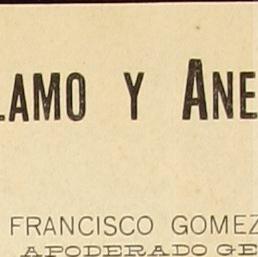 LAMO Y ANE
FRANCISCO GOMEZ
APODERADO GE